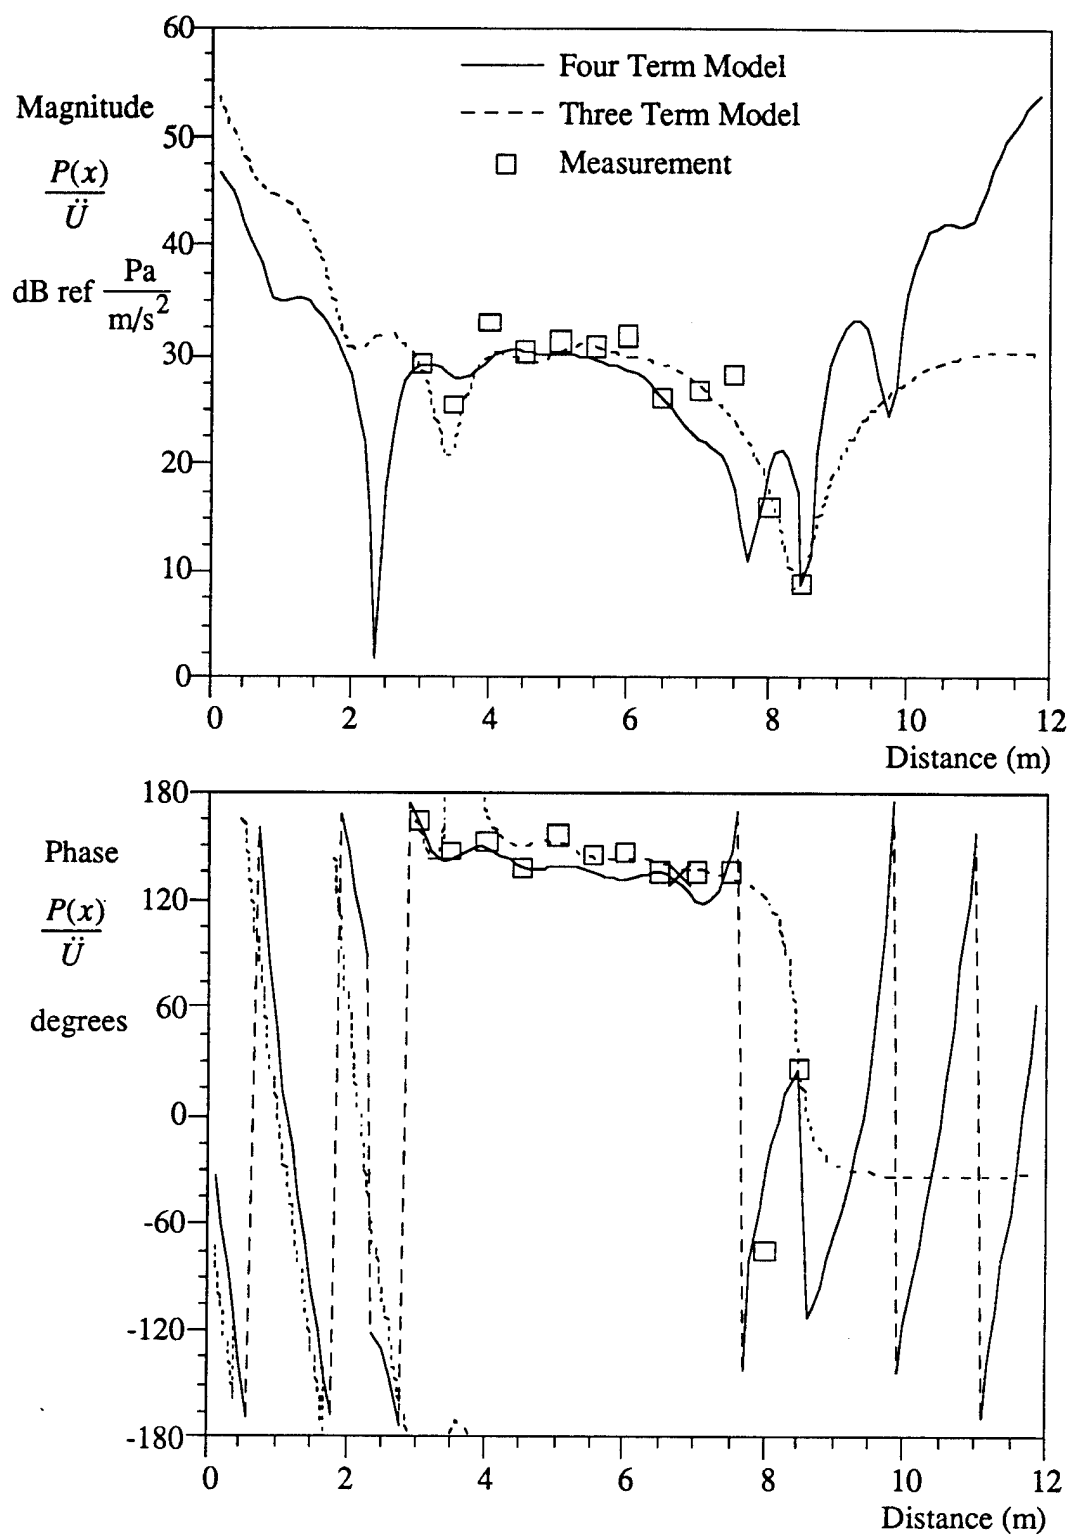 60
Four Term Model
Magnitude
Three Term Model
50
Measurement
P(x)
Ü
40
dB ref Pa
m/s²
30
20
10
0
0 2 4 6 8 10 12
Distance (m)
180
Phase
120
P(x)
Ü
60
degrees
0
-60
-120
-180
0 2 4 6 8 10 12
Distance (m)